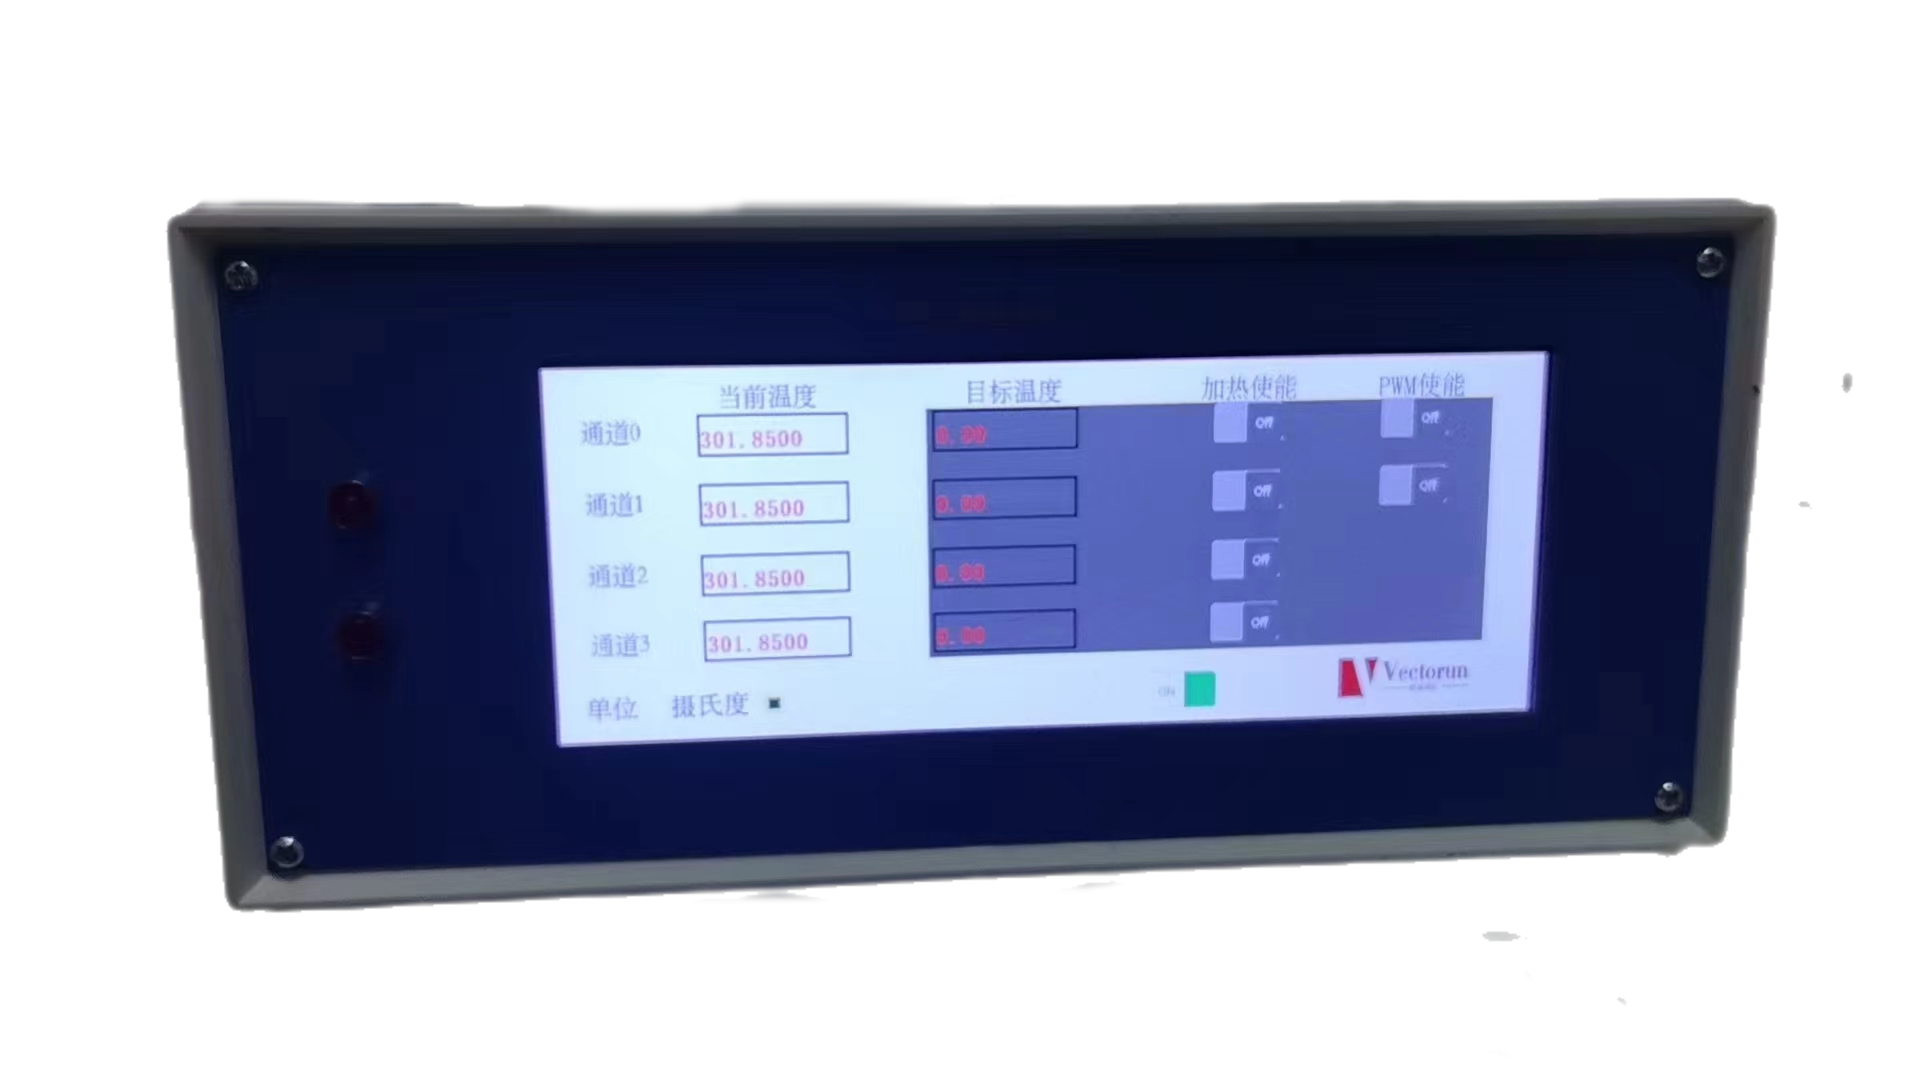 当前温度 目标温度 加热使能 PWM使能
通道0 301.8500 0.00 Off Off
通道1 301.8500 0.00 Off Off
通道2 301.8500 0.00 Off
通道3 301.8500 0.00 Off
单位 摄氏度 ON Vectorun